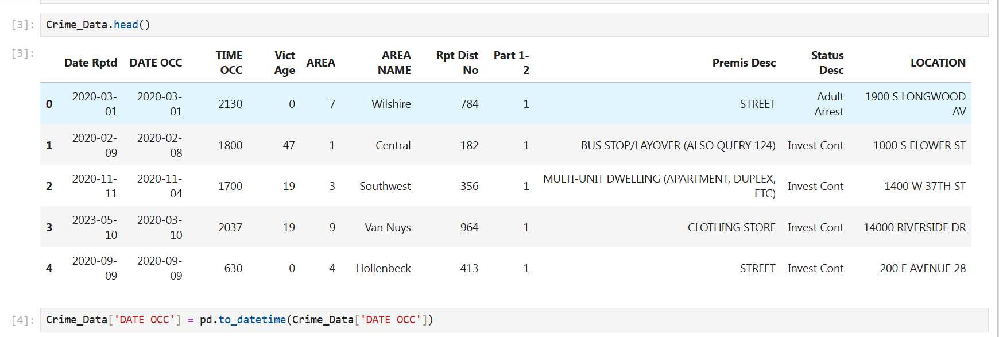 [3]: Crime_Data.head()
[3]:
Date Rptd DATE OCC TIME OCC Vict Age AREA AREA NAME Rpt Dist No Part 1-2 Premis Desc Status Desc LOCATION
0 2020-03-01 2020-03-01 2130 0 7 Wilshire 784 1 STREET Adult Arrest 1900 S LONGWOOD AV
1 2020-02-09 2020-02-08 1800 47 1 Central 182 1 BUS STOP/LAYOVER (ALSO QUERY 124) Invest Cont 1000 S FLOWER ST
2 2020-11-11 2020-11-04 1700 19 3 Southwest 356 1 MULTI-UNIT DWELLING (APARTMENT, DUPLEX, ETC) Invest Cont 1400 W 37TH ST
3 2023-05-10 2020-03-10 2037 19 9 Van Nuys 964 1 CLOTHING STORE Invest Cont 14000 RIVERSIDE DR
4 2020-09-09 2020-09-09 630 0 4 Hollenbeck 413 1 STREET Invest Cont 200 E AVENUE 28
[4]: Crime_Data['DATE OCC'] = pd.to_datetime(Crime_Data['DATE OCC'])